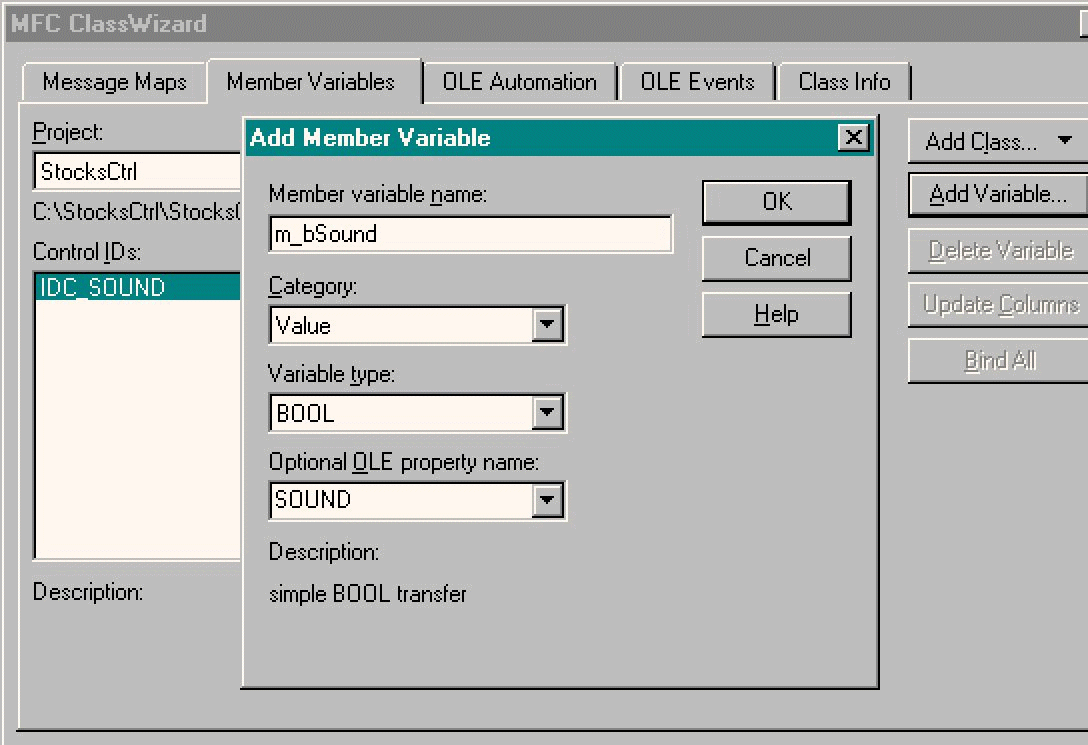 MFC ClassWizard
Message Maps
Member Variables
OLE Automation
OLE Events
Class Info
Project:
StocksCtrl
C:\StocksCtrl\Stocks
Control IDs:
IDC_SOUND
Description:
Add Member Variable
Member variable name:
m_bSound
Category:
Value
Variable type:
BOOL
Optional OLE property name:
SOUND
Description:
simple BOOL transfer
OK
Cancel
Help
Add Class...
Add Variable...
Delete Variable
Update Columns
Bind All